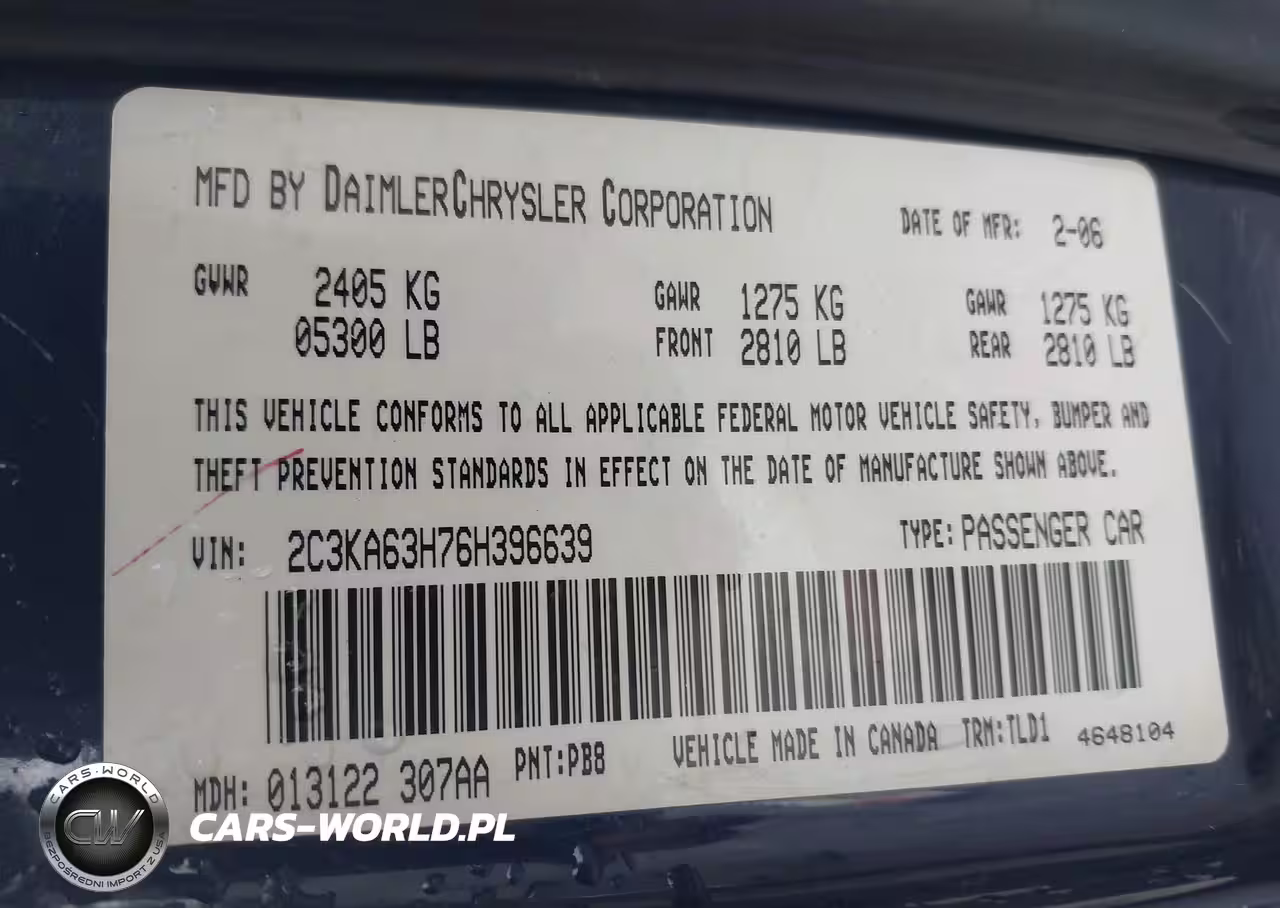 MFD BY DAIMLERCHRYSLER CORPORATION DATE OF MFR: 2-06
GVWR 2405 KG GAWR 1275 KG GAWR 1275 KG
05300 LB FRONT 2810 LB REAR 2810 LB
THIS VEHICLE CONFORMS TO ALL APPLICABLE FEDERAL MOTOR VEHICLE SAFETY, BUMPER AND
THEFT PREVENTION STANDARDS IN EFFECT ON THE DATE OF MANUFACTURE SHOWN ABOVE.
VIN: 2C3KA63H76H396639 TYPE: PASSENGER CAR
MDH: 013122 307AA PNT:PB8 VEHICLE MADE IN CANADA TRM:TLD1 4648104
CARS-WORLD
CW
BEZPOŚREDNI IMPORT Z USA
CARS-WORLD.PL